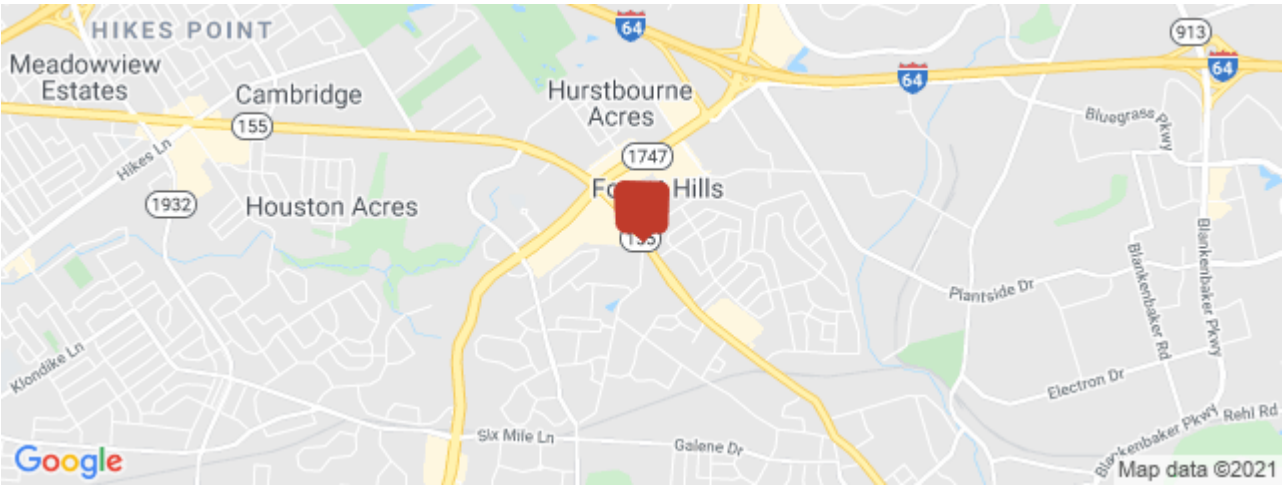 HIKES POINT
64
913
Meadowview
Estates
64
64
Cambridge
Hurstbourne
Acres
155
Bluegrass Pkwy
Hikes Ln
1747
Hills
1932
Houston Acres
Blankenbaker Pkwy
Blankenbaker Rd
Plantside Dr
Klondike Ln
Electron Dr
Six Mile Ln
Galene Dr
Blankenbaker Pkwy
Rehl Rd
Google
Map data ©2021